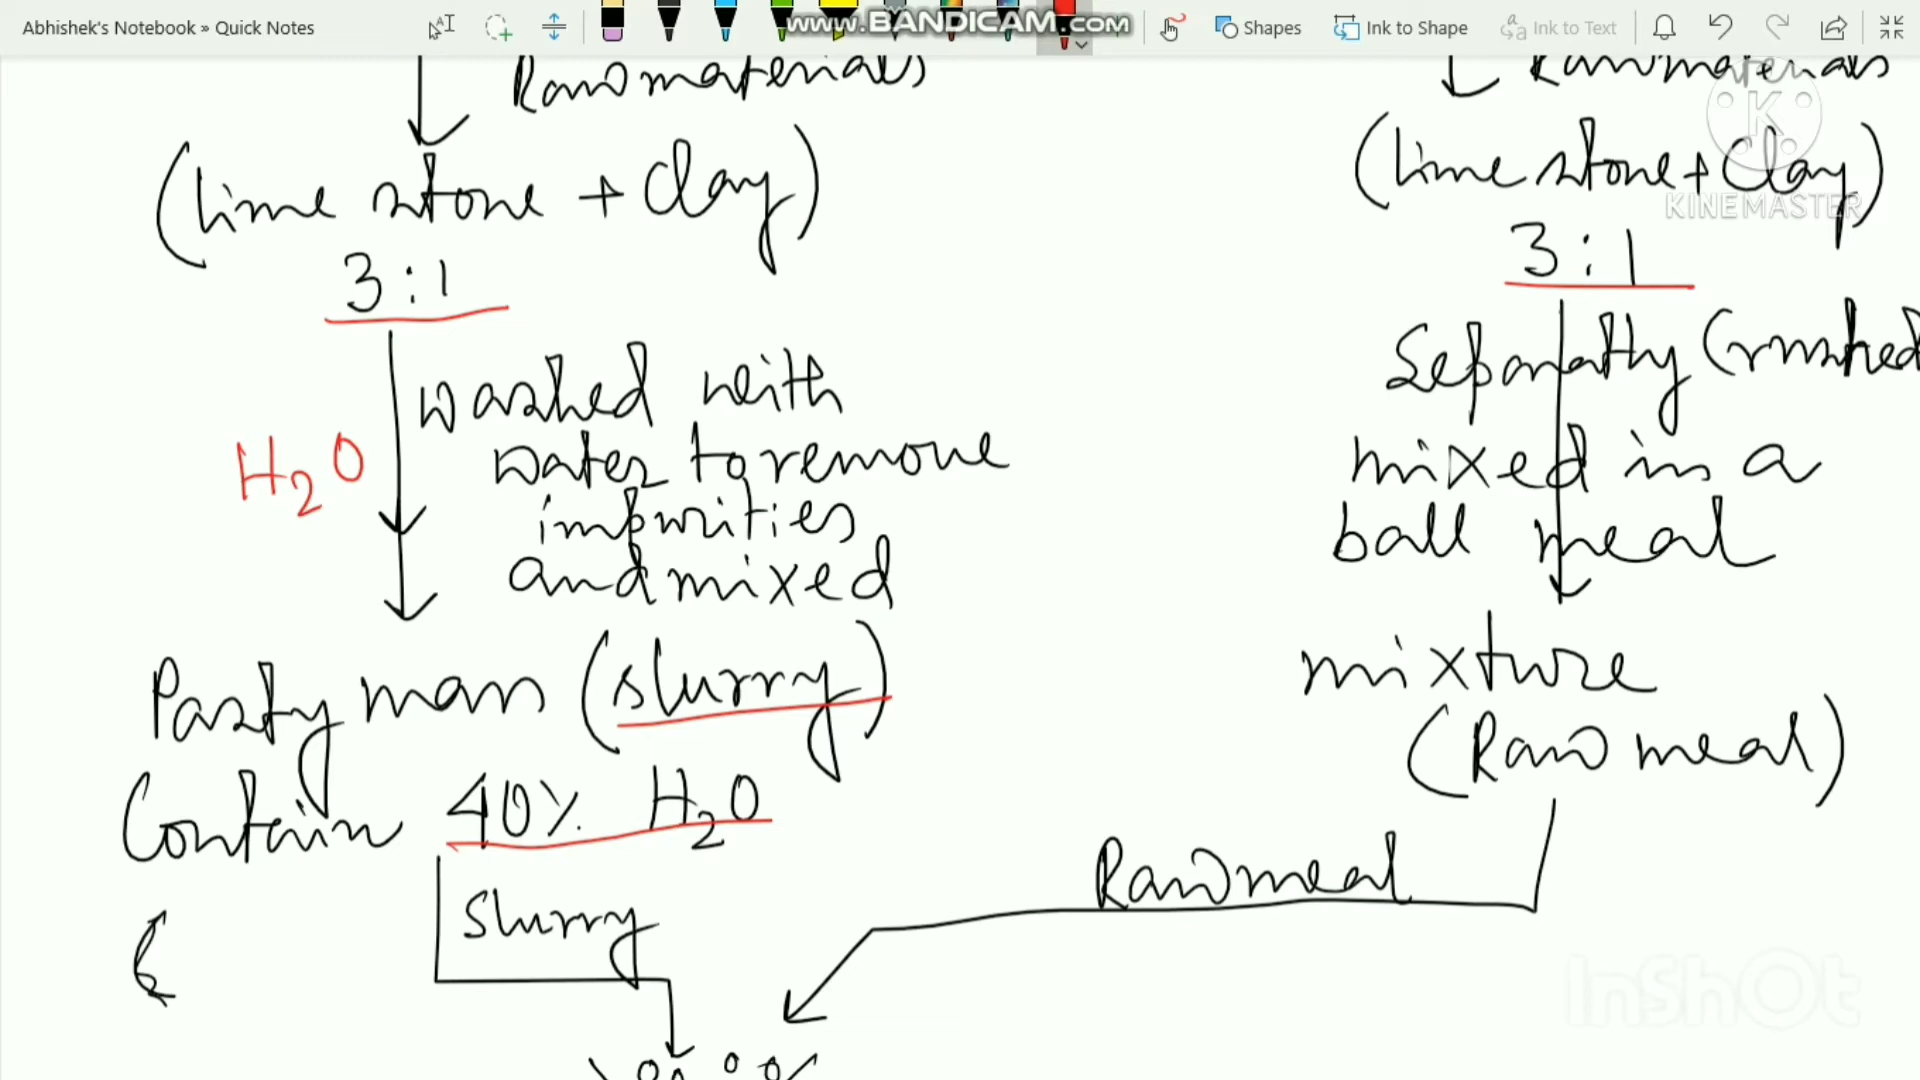 Abhishek's Notebook » Quick Notes
www.BANDICAM.com
Shapes
Ink to Shape
Ink to Text
Raw materials
(lime stone + Clay)
3:1
H2O
washed with
water to remove
impurities
and mixed
Pasty mass (slurry)
Contain 40% H2O
Slurry
Raw materials
(lime stone + Clay)
KINEMASTER
3:1
Separatly Crushed
mixed in a
ball meal
mixture
(Raw meal)
Raw meal
InShOt